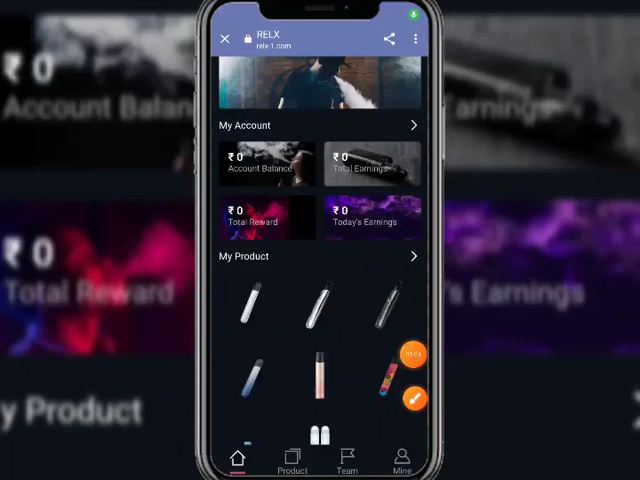 RELX
relx-1.com
My Account
₹ 0
Account Balance
₹ 0
Total Earnings
₹ 0
Total Reward
₹ 0
Today's Earnings
My Product
Product
Team
Mine
₹ 0
Account Balan
Earnings
₹ 0
Total Reward
s Earnings
y Product